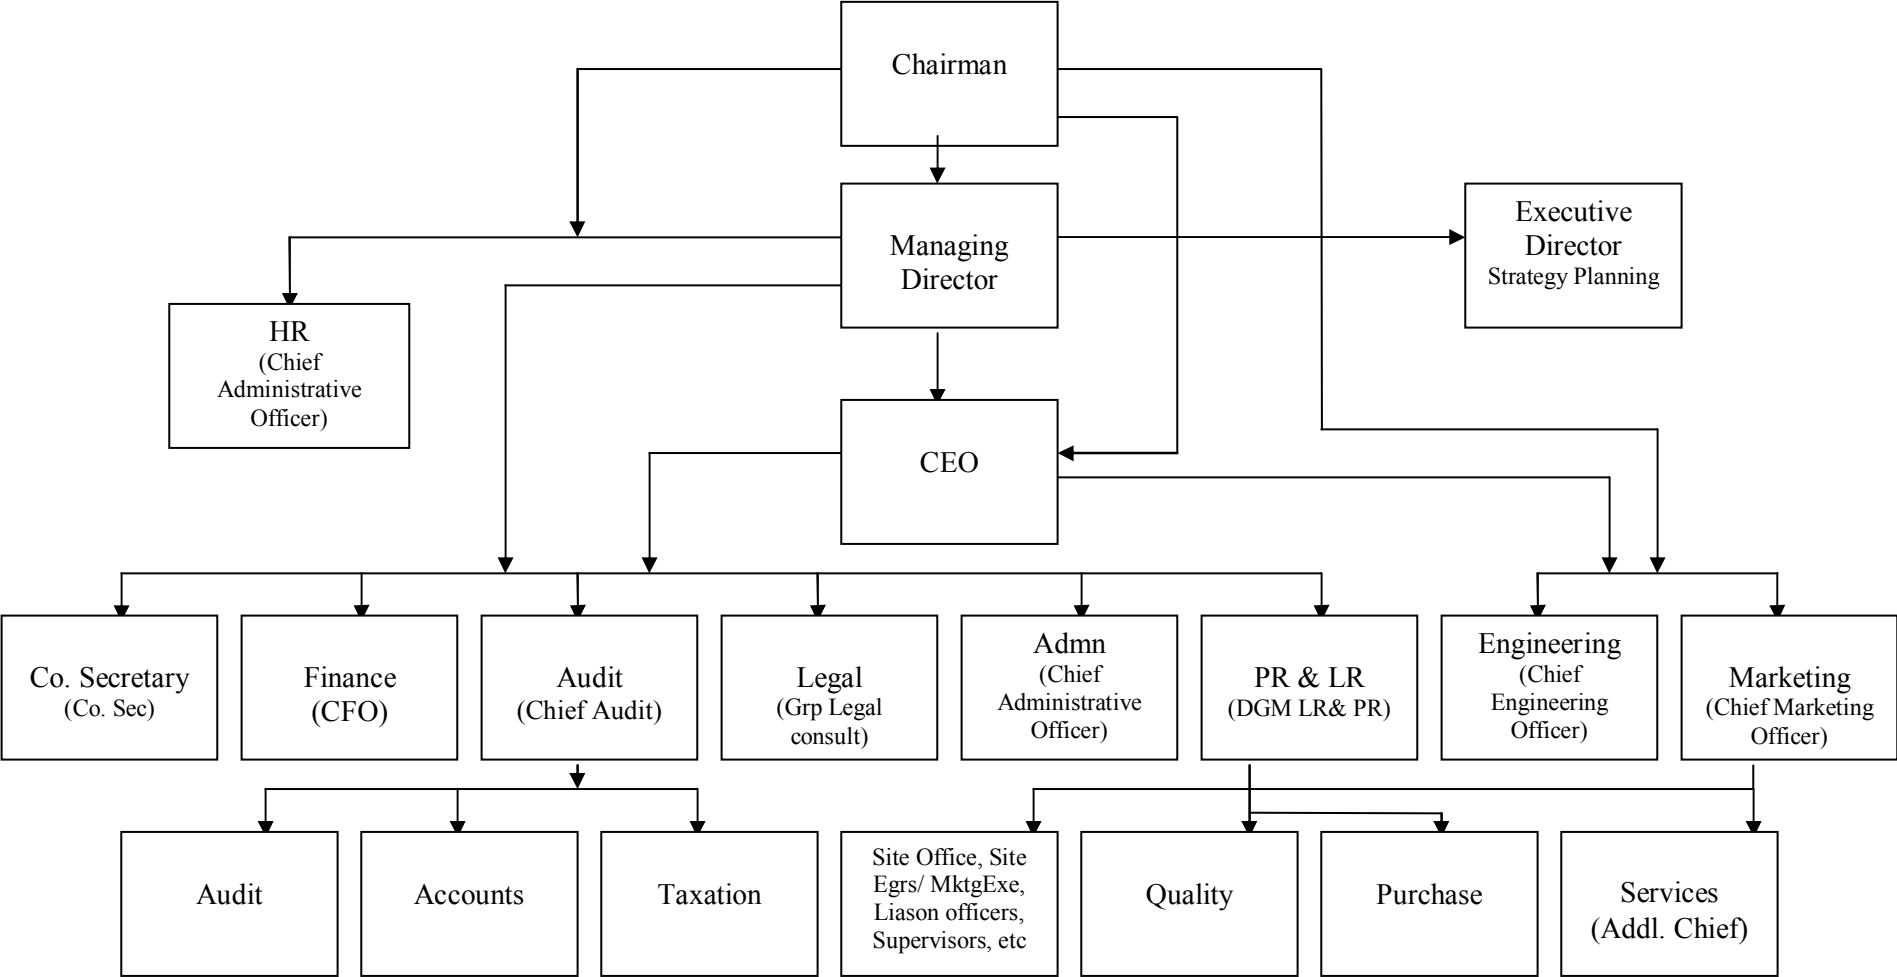 Chairman
Managing
Director
Executive
Director
Strategy Planning
HR
(Chief
Administrative
Officer)
CEO
Co. Secretary
(Co. Sec)
Finance
(CFO)
Audit
(Chief Audit)
Legal
(Grp Legal
consult)
Admn
(Chief
Administrative
Officer)
PR & LR
(DGM LR& PR)
Engineering
(Chief
Engineering
Officer)
Marketing
(Chief Marketing
Officer)
Audit
Accounts
Taxation
Site Office, Site
Egrs/ MktgExe,
Liason officers,
Supervisors, etc
Quality
Purchase
Services
(Addl. Chief)